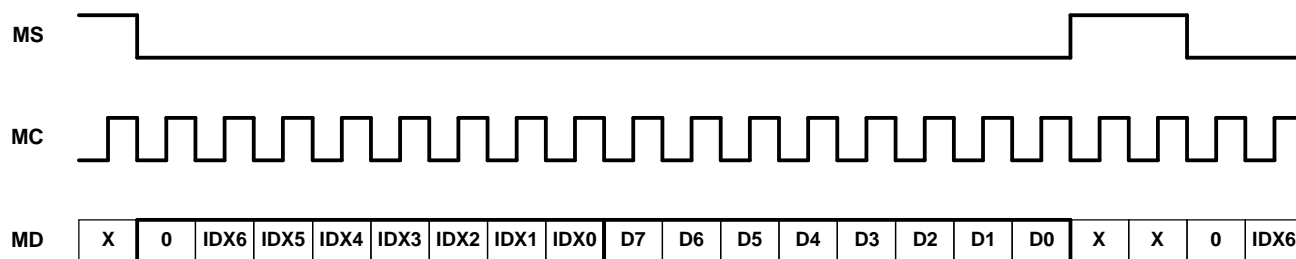 MS
MC
MD X 0 IDX6 IDX5 IDX4 IDX3 IDX2 IDX1 IDX0 D7 D6 D5 D4 D3 D2 D1 D0 X X 0 IDX6